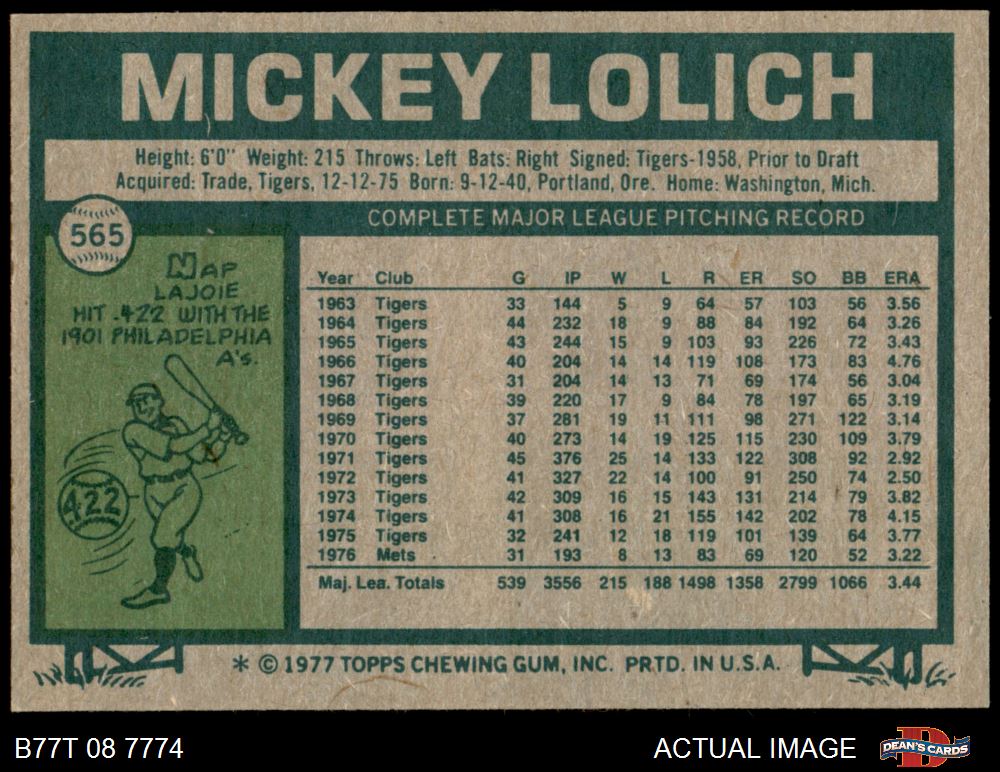 MICKEY LOLICH
Height: 6'0" Weight: 215 Throws: Left Bats: Right Signed: Tigers-1958, Prior to Draft
Acquired: Trade, Tigers, 12-12-75 Born: 9-12-40, Portland, Ore. Home: Washington, Mich.
565
NAP
LAJOIE
HIT .422 WITH THE
1901 PHILADELPHIA
A's.
422
COMPLETE MAJOR LEAGUE PITCHING RECORD
Year Club G IP W L R ER SO BB ERA
1963 Tigers 33 144 5 9 64 57 103 56 3.56
1964 Tigers 44 232 18 9 88 84 192 64 3.26
1965 Tigers 43 244 15 9 103 93 226 72 3.43
1966 Tigers 40 204 14 14 119 108 173 83 4.76
1967 Tigers 31 204 14 13 71 69 174 56 3.04
1968 Tigers 39 220 17 9 84 78 197 65 3.19
1969 Tigers 37 281 19 11 111 98 271 122 3.14
1970 Tigers 40 273 14 19 125 115 230 109 3.79
1971 Tigers 45 376 25 14 133 122 308 92 2.92
1972 Tigers 41 327 22 14 100 91 250 74 2.50
1973 Tigers 42 309 16 15 143 131 214 79 3.82
1974 Tigers 41 308 16 21 155 142 202 78 4.15
1975 Tigers 32 241 12 18 119 101 139 64 3.77
1976 Mets 31 193 8 13 83 69 120 52 3.22
Maj. Lea. Totals 539 3556 215 188 1498 1358 2799 1066 3.44
* © 1977 TOPPS CHEWING GUM, INC. PRTD. IN U.S.A.
B77T 08 7774
ACTUAL IMAGE
D
DEAN'S CARDS